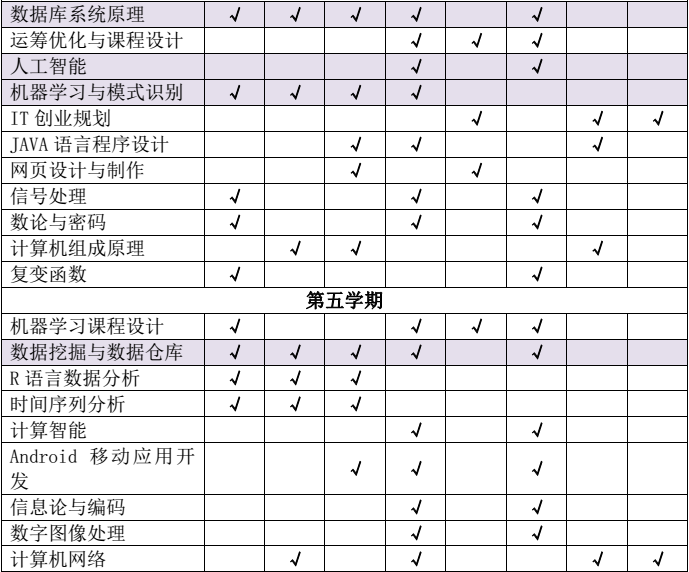 数据库系统原理 √ √ √ √ √
运筹优化与课程设计 √ √ √
人工智能 √ √
机器学习与模式识别 √ √ √ √
IT 创业规划 √ √ √
JAVA 语言程序设计 √ √ √
网页设计与制作 √ √
信号处理 √ √ √
数论与密码 √ √ √
计算机组成原理 √ √ √
复变函数 √ √
第五学期
机器学习课程设计 √ √ √ √
数据挖掘与数据仓库 √ √ √ √ √
R 语言数据分析 √ √ √
时间序列分析 √ √ √
计算智能 √ √
Android 移动应用开
发 √ √ √
信息论与编码 √ √
数字图像处理 √ √
计算机网络 √ √ √ √